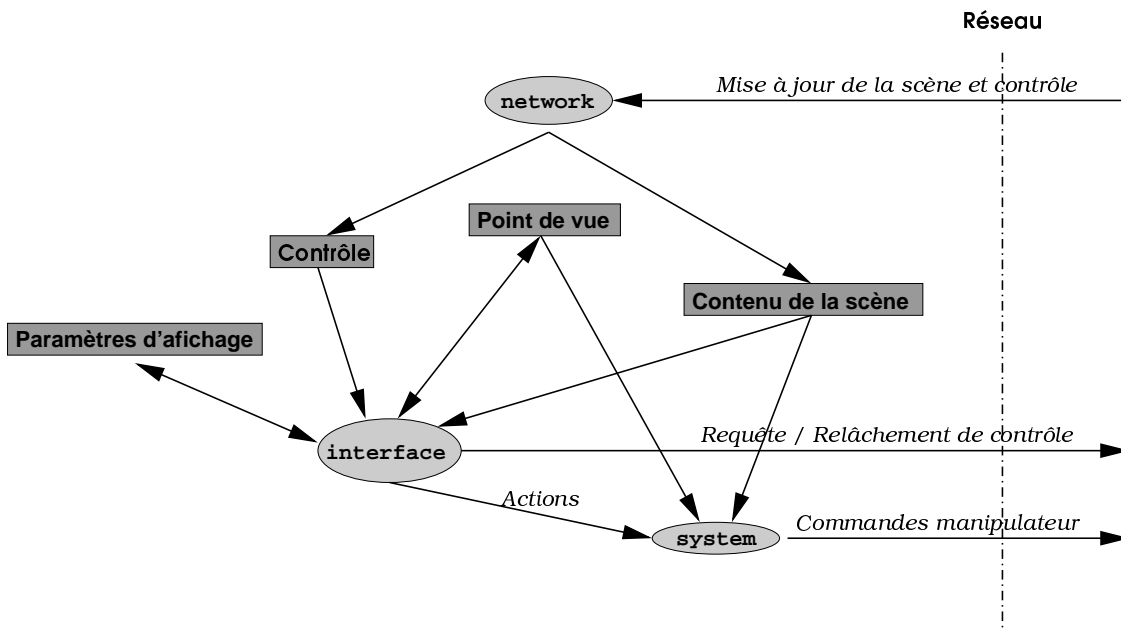 Réseau
Mise à jour de la scène et contrôle
network
Point de vue
Contrôle
Contenu de la scène
Paramètres d'afichage
Requête / Relâchement de contrôle
interface
Actions
Commandes manipulateur
system